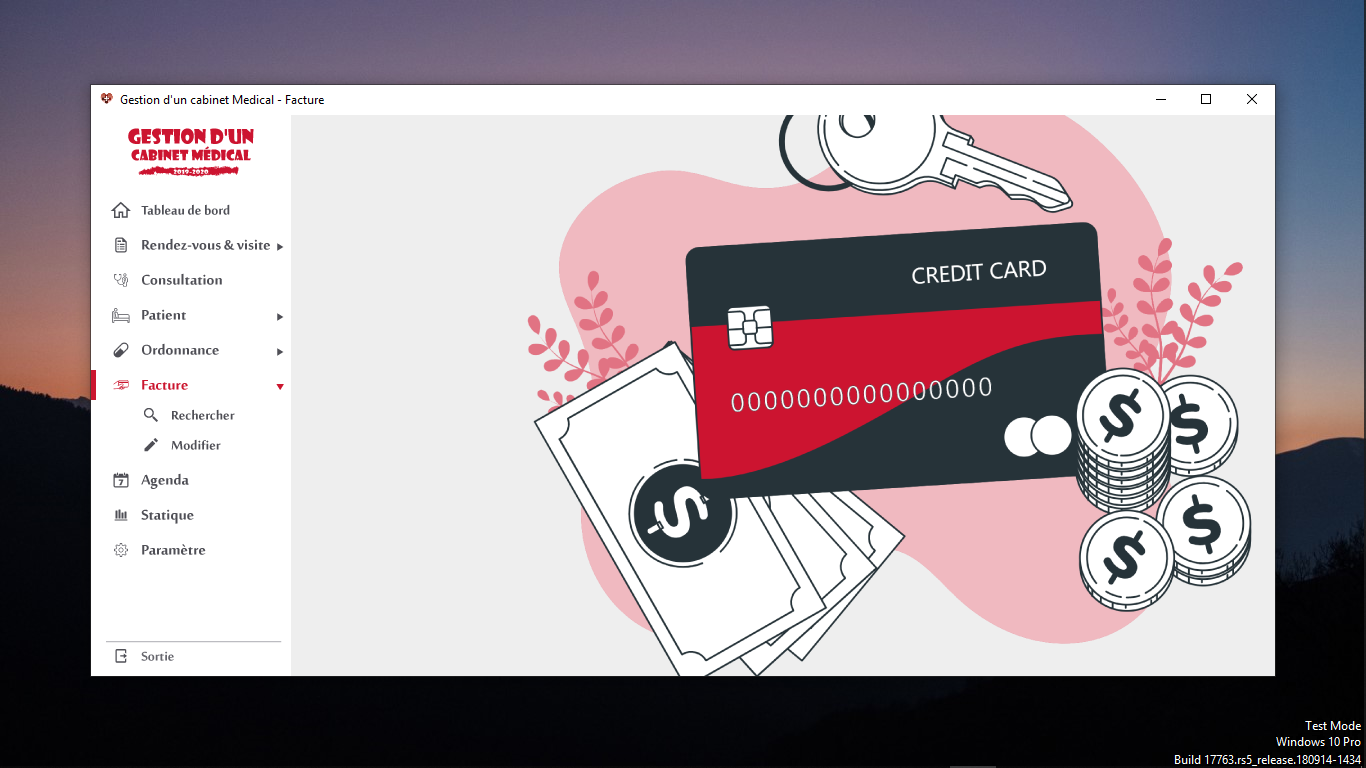 Gestion d'un cabinet Medical - Facture
GESTION D'UN
CABINET MÉDICAL
2019-2020
Tableau de bord
Rendez-vous & visite
Consultation
Patient
Ordonnance
Facture
Rechercher
Modifier
7
Agenda
Statique
Paramètre
Sortie
CREDIT CARD
0000000000000000
$
$
$
$
$
Test Mode
Windows 10 Pro
Build 17763.rs5_release.180914-1434